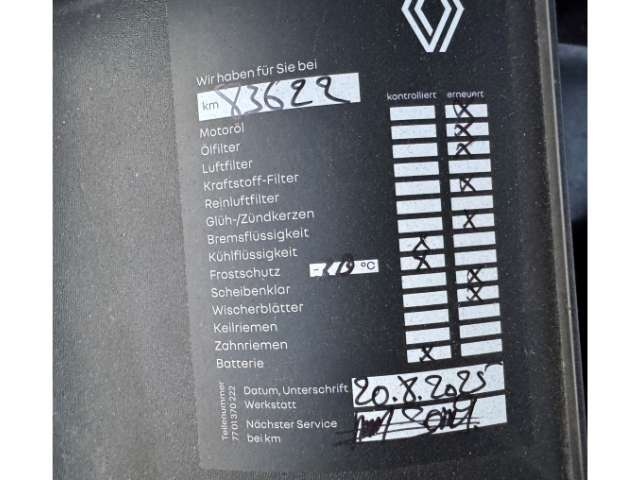 Wir haben für Sie bei
km 83622
kontrolliert erneuert
Motoröl X
Ölfilter X
Luftfilter X
Kraftstoff-Filter
Reinluftfilter X
Glüh-/Zündkerzen
Bremsflüssigkeit X
Kühlflüssigkeit X
Frostschutz °C X
Scheibenklar X
Wischerblätter X
Keilriemen
Zahnriemen
Batterie X
Teilenummer
77 01 370 222
Datum, Unterschrift 20.8.2025
Werkstatt
Nächster Service
bei km